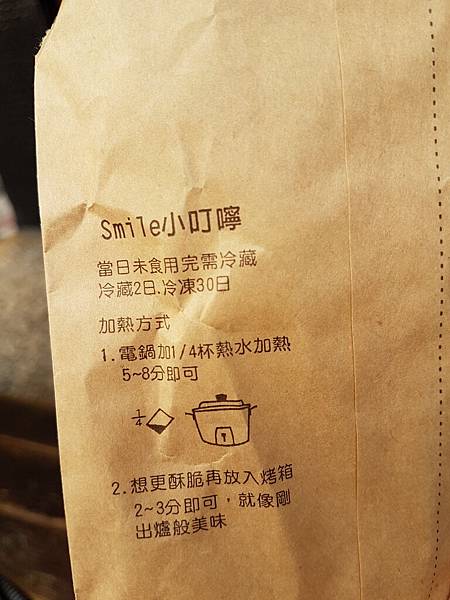 Smile小叮嚀
當日未食用完需冷藏
冷藏2日.冷凍30日
加熱方式
1.電鍋加1/4杯熱水加熱
5~8分即可
1/4
2.想更酥脆再放入烤箱
2~3分即可，就像剛
出爐般美味